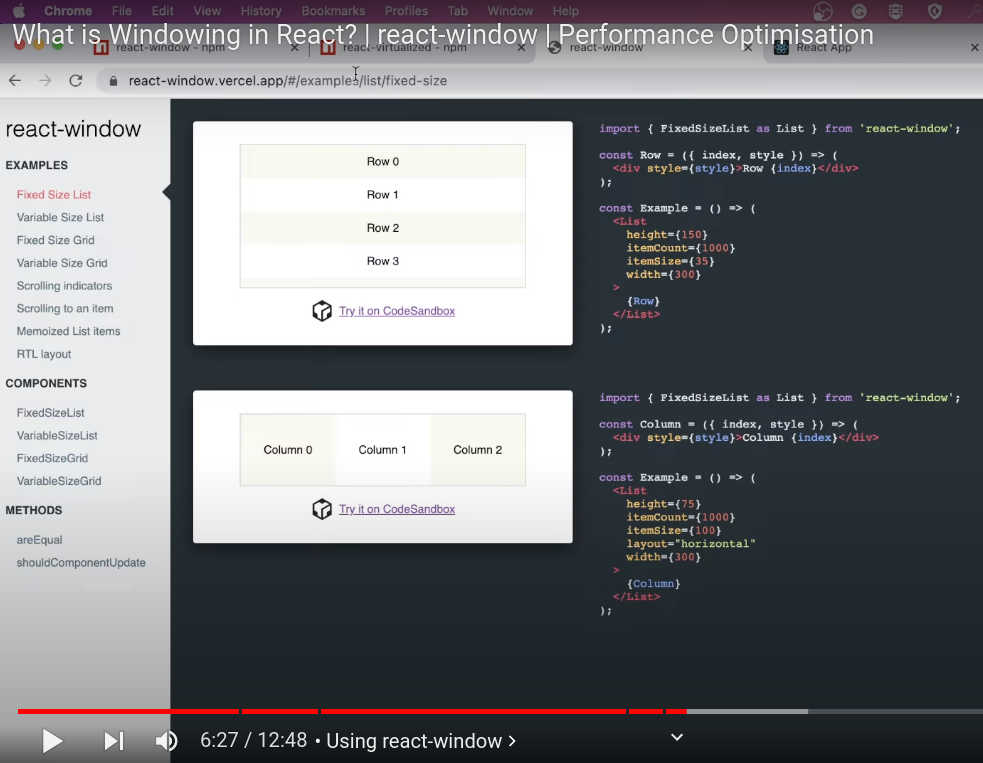 Chrome File Edit View History Bookmarks Profiles Tab Window Help
What is Windowing in React? | react-window | Performance Optimisation
react-window - npm
react-virtualized - npm
react-window
React App
react-window.vercel.app/#/examples/list/fixed-size
react-window
EXAMPLES
Fixed Size List
Variable Size List
Fixed Size Grid
Variable Size Grid
Scrolling indicators
Scrolling to an item
Memoized List items
RTL layout
COMPONENTS
FixedSizeList
VariableSizeList
FixedSizeGrid
VariableSizeGrid
METHODS
areEqual
shouldComponentUpdate
Row 0
Row 1
Row 2
Row 3
Try it on CodeSandbox
import { FixedSizeList as List } from 'react-window';
const Row = ({ index, style }) => (
<div style={style}>Row {index}</div>
);
const Example = () => (
<List
height={150}
itemCount={1000}
itemSize={35}
width={300}
>
{Row}
</List>
);
Column 0 Column 1 Column 2
Try it on CodeSandbox
import { FixedSizeList as List } from 'react-window';
const Column = ({ index, style }) => (
<div style={style}>Column {index}</div>
);
const Example = () => (
<List
height={75}
itemCount={1000}
itemSize={100}
layout="horizontal"
width={300}
>
{Column}
</List>
);
6:27 / 12:48 • Using react-window >